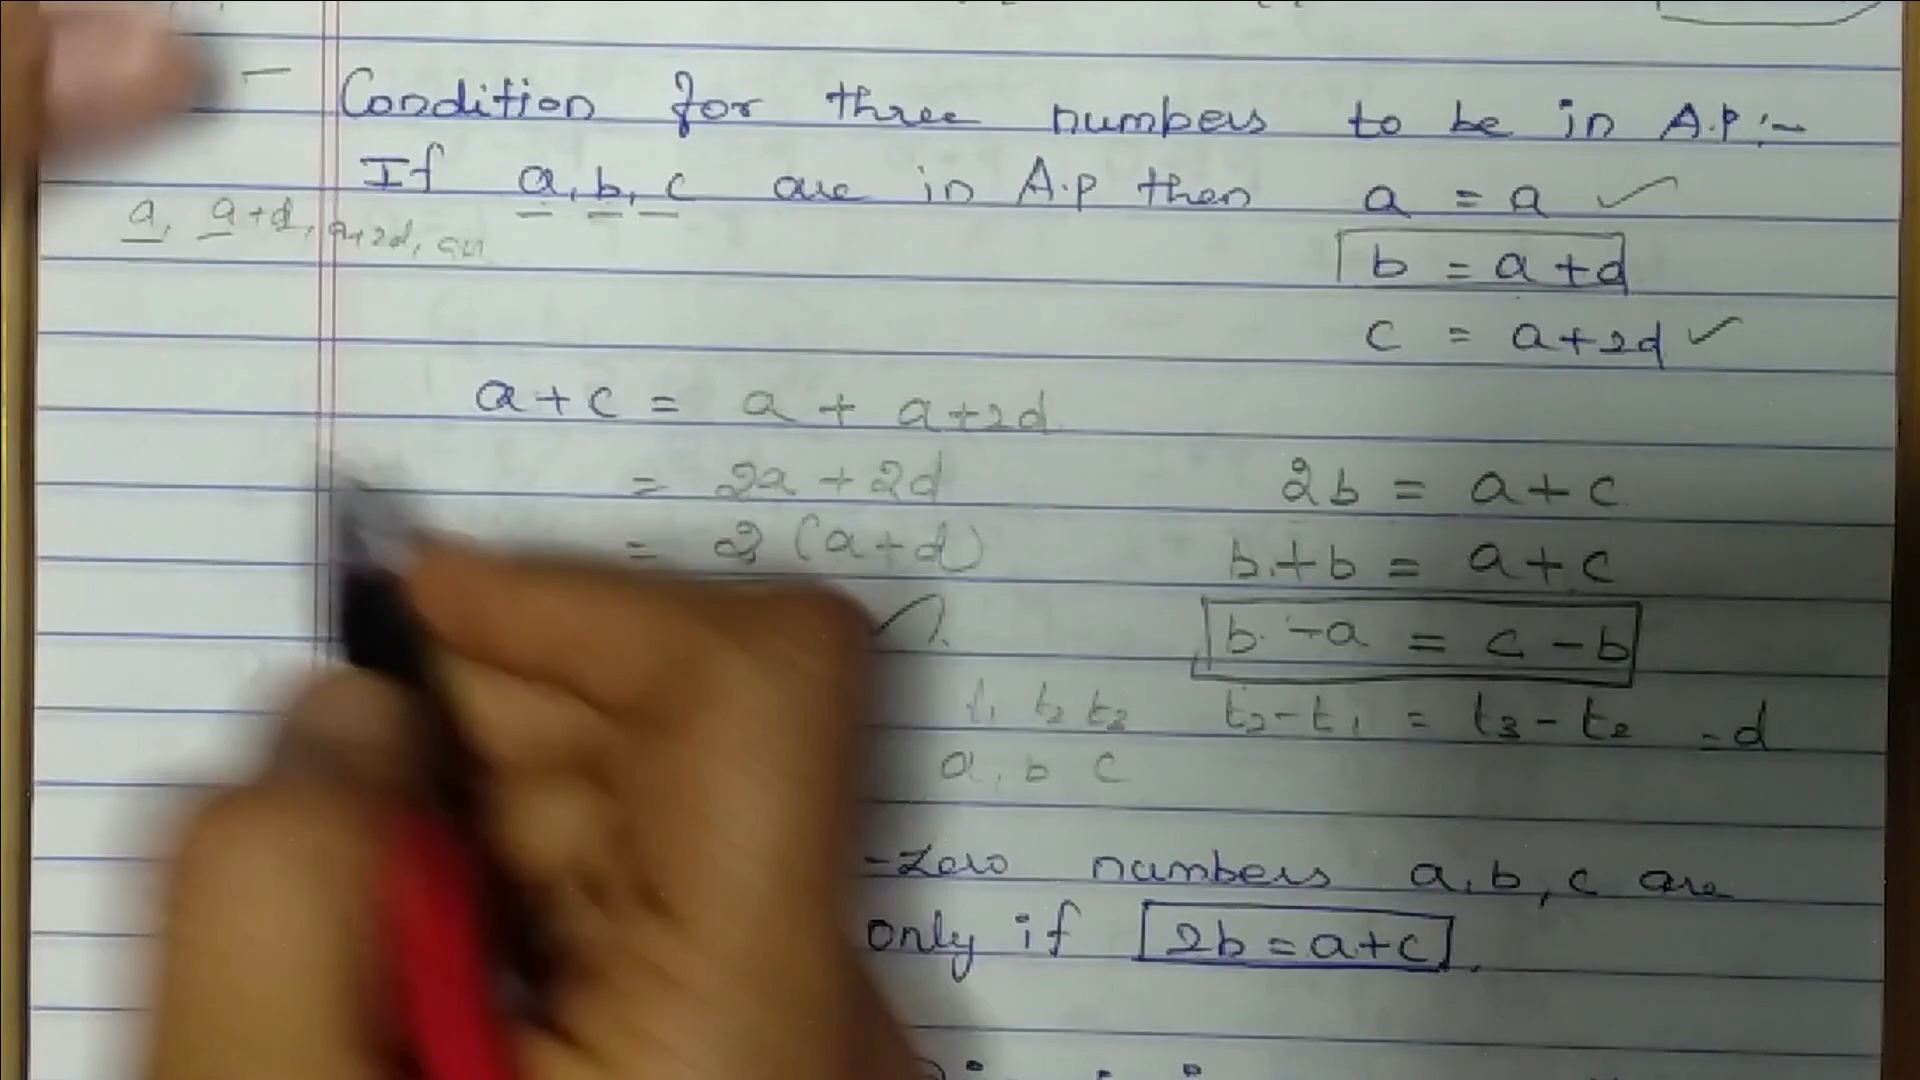 — Condition for three numbers to be in A.P :-
If a, b, c are in A.P then a = a ✓
a, a+d, a+2d,
b = a+d
c = a+2d ✓
a+c = a + a+2d
= 2a + 2d
2b = a+c
= 2 (a+d)
b+b = a+c
b - a = c - b
t1 t2 t3 t2-t1 = t3-t2 = d
a, b c
-zero numbers a, b, c are
only if 2b = a+c